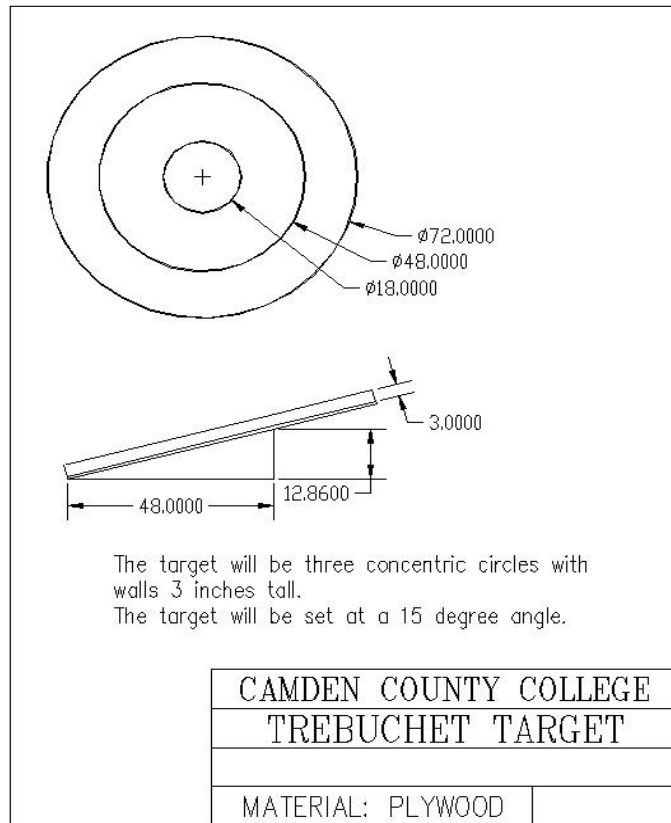 ø72.0000
ø48.0000
ø18.0000
3.0000
12.8600
48.0000
The target will be three concentric circles with
walls 3 inches tall.
The target will be set at a 15 degree angle.
CAMDEN COUNTY COLLEGE
TREBUCHET TARGET
MATERIAL: PLYWOOD